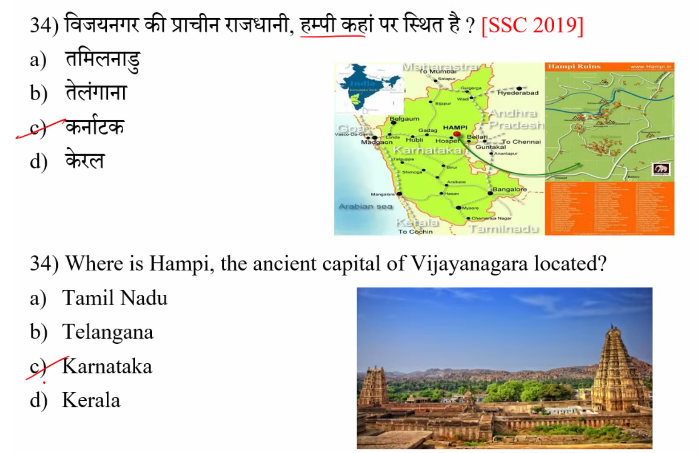 34) विजयनगर की प्राचीन राजधानी, हम्पी कहां पर स्थित है ? [SSC 2019]
a) तमिलनाडु
b) तेलंगाना
c) कर्नाटक
d) केरल
Maharastra
To Mumbai
India
Hyederabad
Andhra
Pradesh
Belgaum
Goa
Gadag
HAMPI
Bellari
Madgaon
Hubli
Hospet
Guntakal
To Chennai
Karnataka
Bangalore
Mangalore
Hassan
Arabian sea
Mysore
Kerala
Tamilnadu
To Cochin
Hampi Ruins
www.Hampi.in
34) Where is Hampi, the ancient capital of Vijayanagara located?
a) Tamil Nadu
b) Telangana
c) Karnataka
d) Kerala